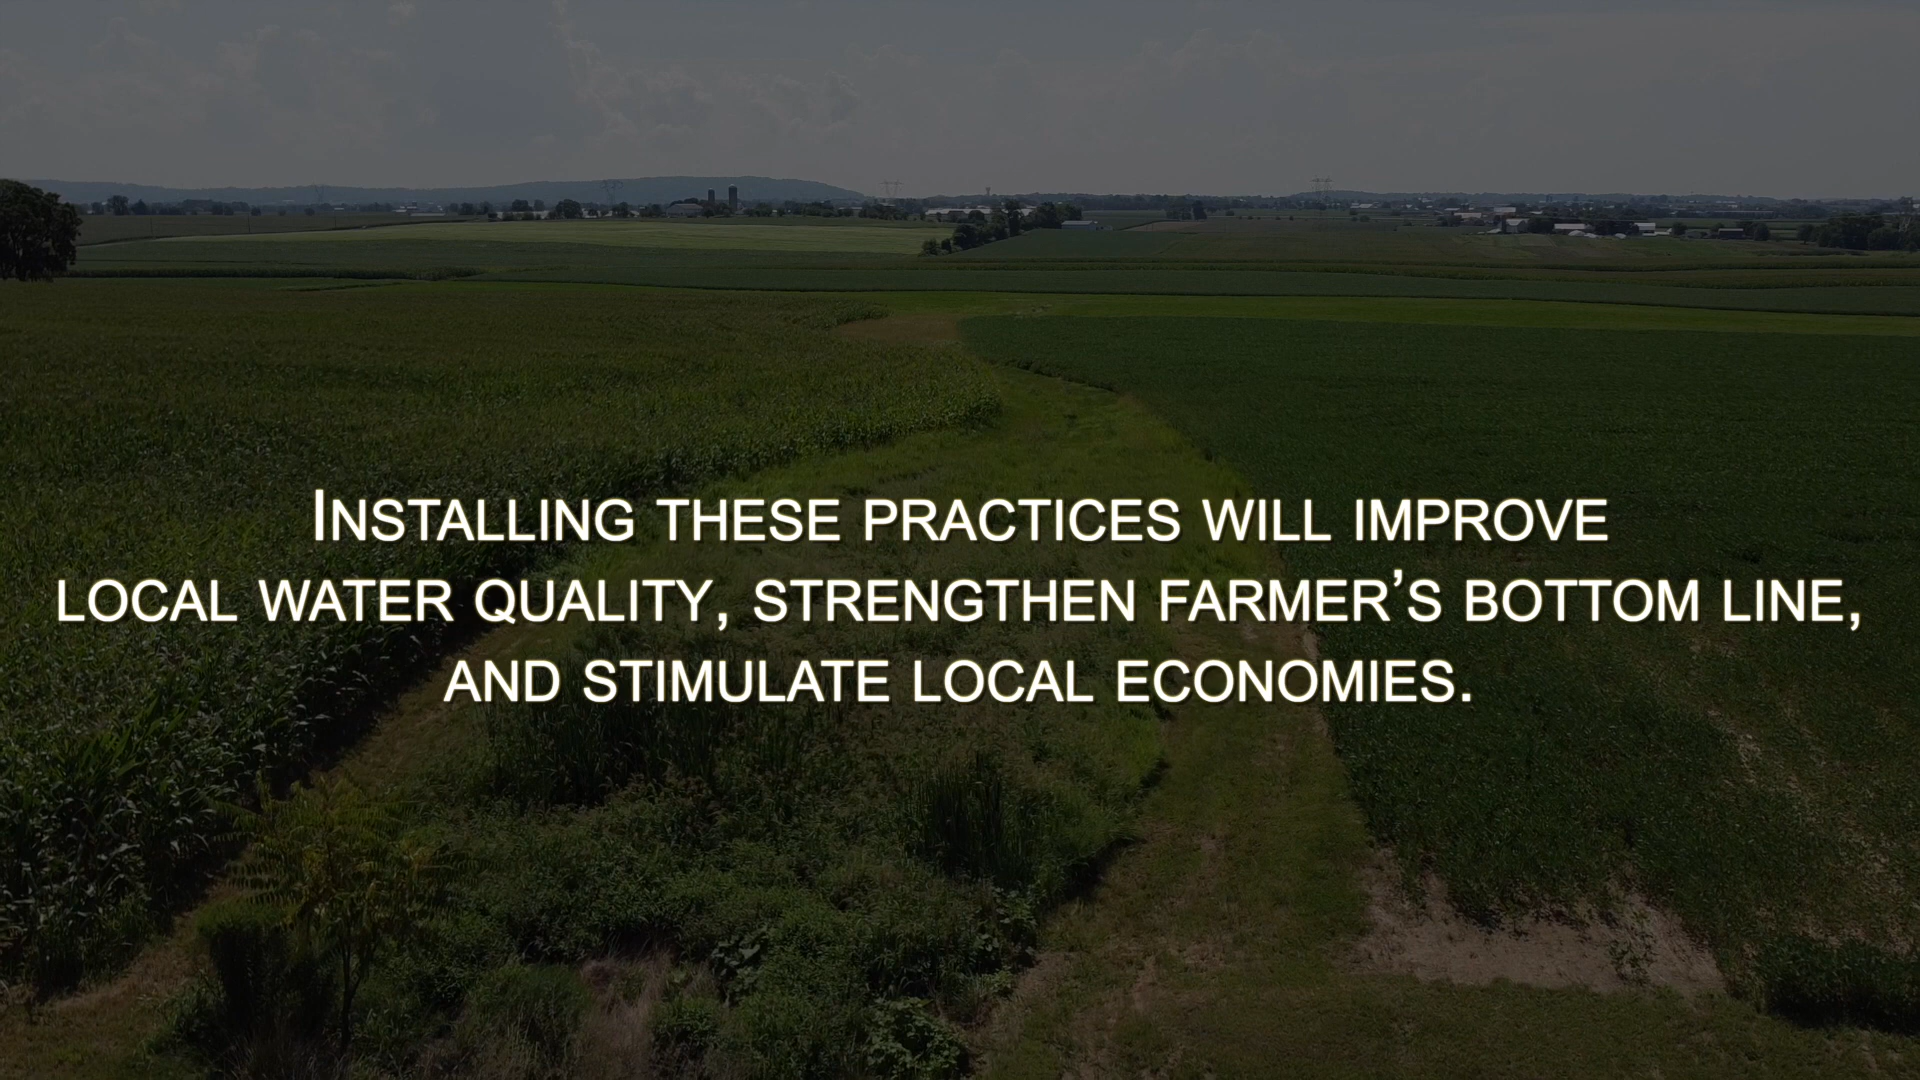 Installing these practices will improve
local water quality, strengthen farmer's bottom line,
and stimulate local economies.